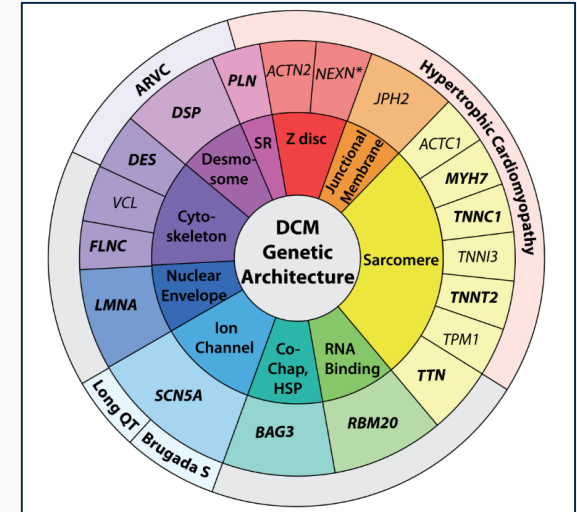 DCM
Genetic
Architecture
Z disc
Junctional
Membrane
Sarcomere
RNA
Binding
Co-
Chap,
HSP
Ion
Channel
Nuclear
Envelope
Cyto-
skeleton
Desmo-
some
SR
ACTN2
NEXN*
JPH2
ACTC1
MYH7
TNNC1
TNNI3
TNNT2
TPM1
TTN
RBM20
BAG3
SCN5A
LMNA
FLNC
VCL
DES
DSP
PLN
Hypertrophic Cardiomyopathy
Brugada S
Long QT
ARVC